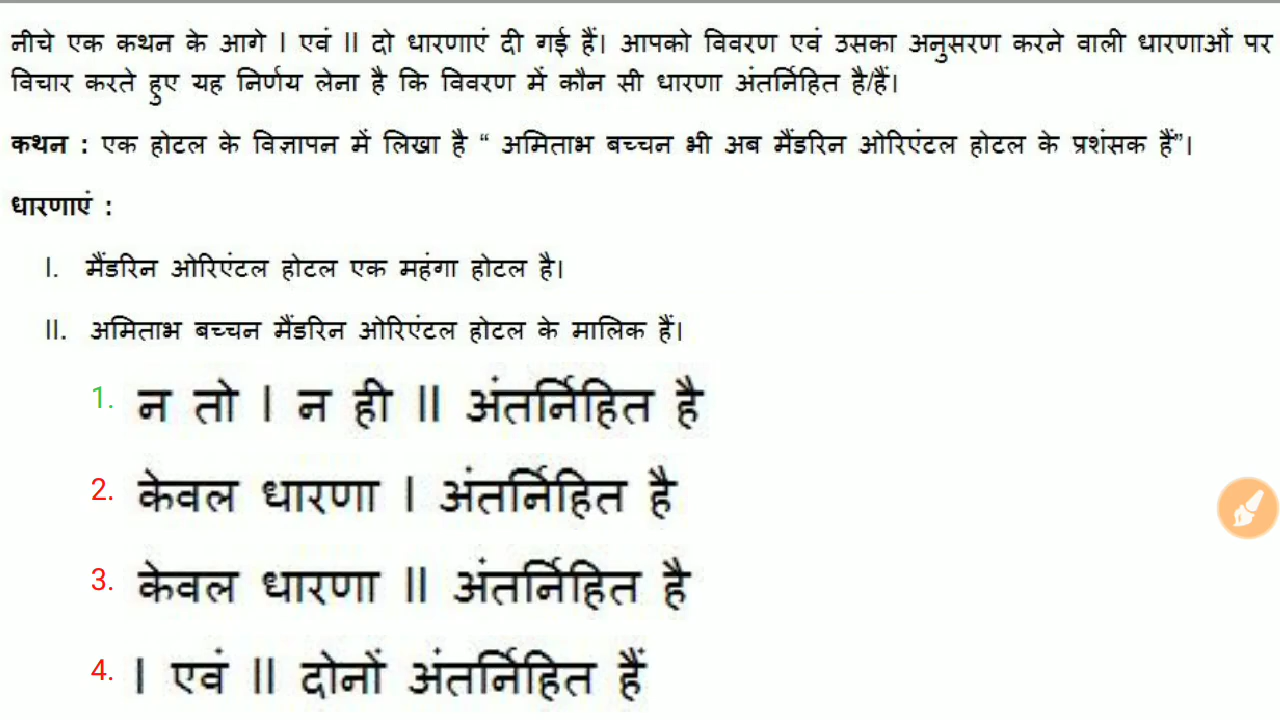 नीचे एक कथन के आगे I एवं II दो धारणाएं दी गई हैं। आपको विवरण एवं उसका अनुसरण करने वाली धारणाओं पर
विचार करते हुए यह निर्णय लेना है कि विवरण में कौन सी धारणा अंतर्निहित है/हैं।
कथन : एक होटल के विज्ञापन में लिखा है “ अमिताभ बच्चन भी अब मैंडरिन ओरिएंटल होटल के प्रशंसक हैं”।
धारणाएं :
I. मैंडरिन ओरिएंटल होटल एक महंगा होटल है।
II. अमिताभ बच्चन मैंडरिन ओरिएंटल होटल के मालिक हैं।
1. न तो I न ही II अंतर्निहित है
2. केवल धारणा I अंतर्निहित है
3. केवल धारणा II अंतर्निहित है
4. I एवं II दोनों अंतर्निहित हैं